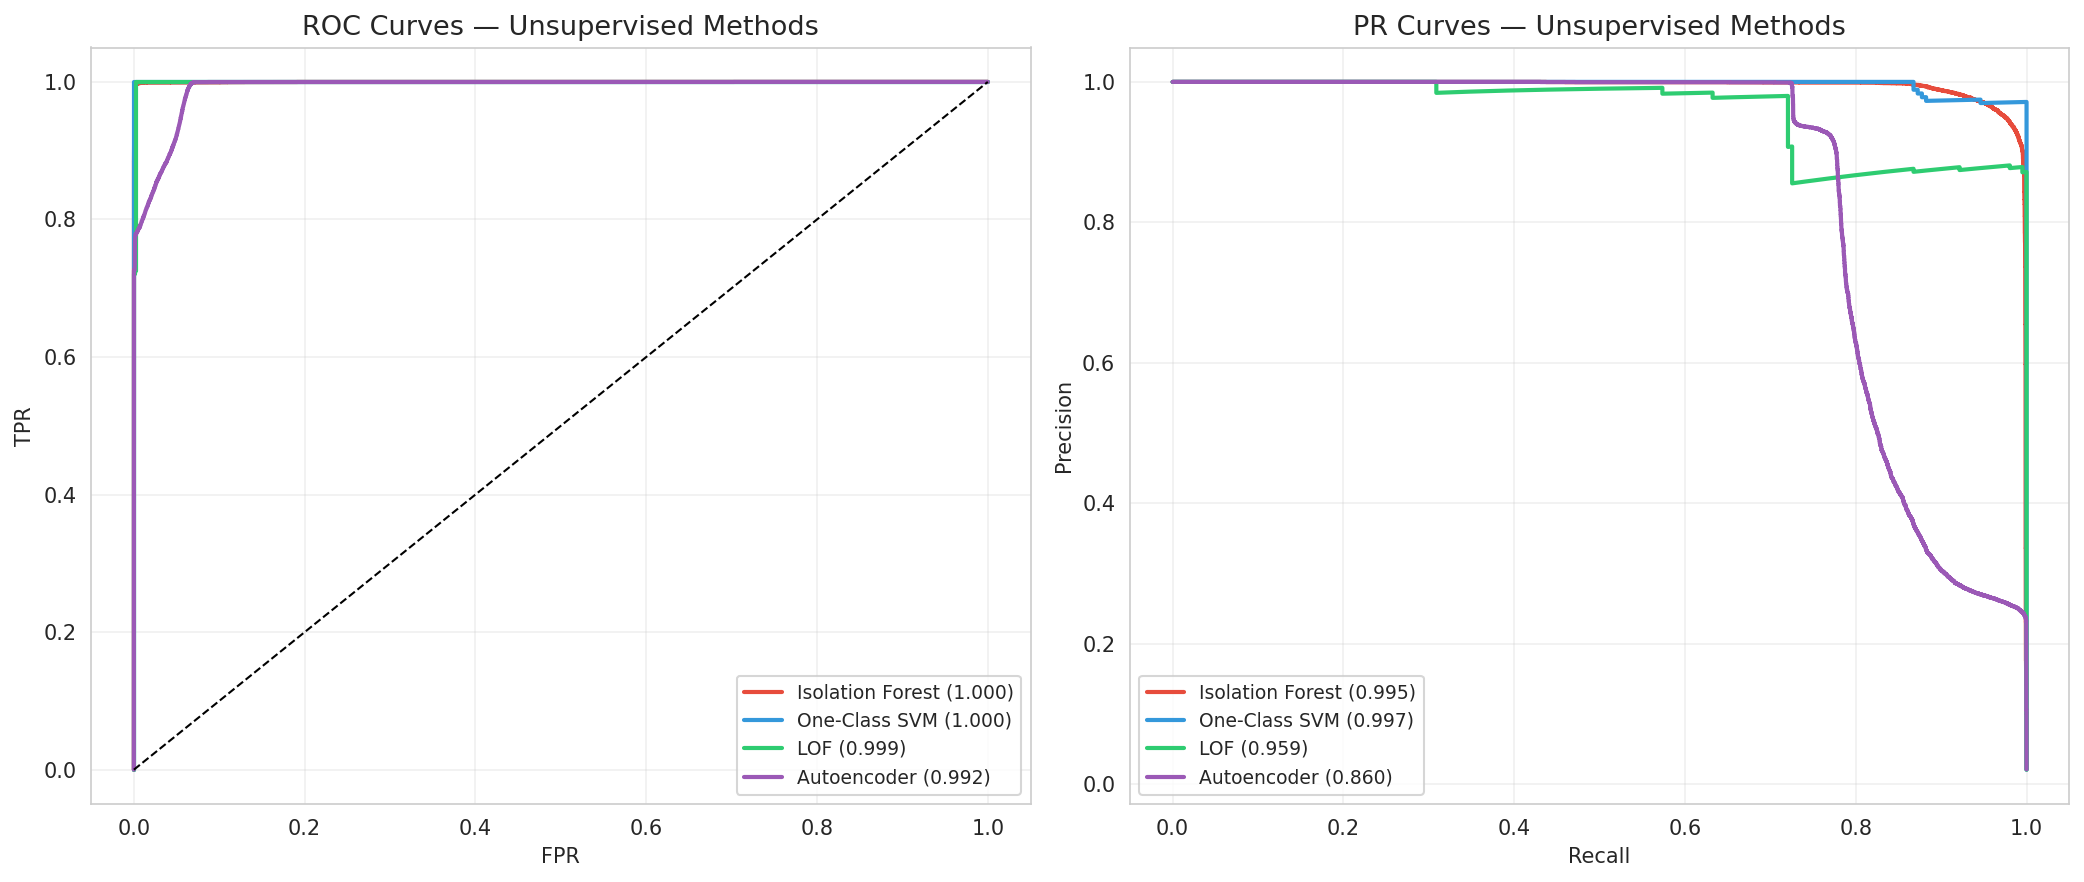 ROC Curves — Unsupervised Methods
TPR
1.0
0.8
0.6
0.4
0.2
0.0
0.0 0.2 0.4 0.6 0.8 1.0
FPR
Isolation Forest (1.000)
One-Class SVM (1.000)
LOF (0.999)
Autoencoder (0.992)
PR Curves — Unsupervised Methods
Precision
1.0
0.8
0.6
0.4
0.2
0.0
0.0 0.2 0.4 0.6 0.8 1.0
Recall
Isolation Forest (0.995)
One-Class SVM (0.997)
LOF (0.959)
Autoencoder (0.860)